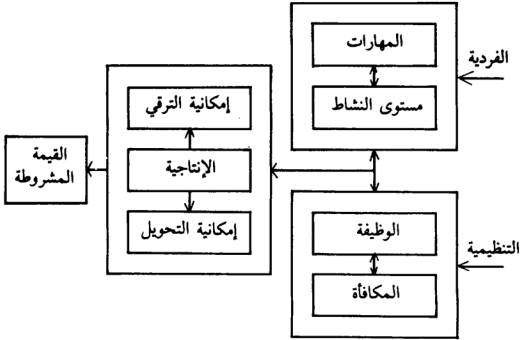 الفردية
المهارات
مستوى النشاط
إمكانية الترقي
الإنتاجية
إمكانية التحويل
القيمة
المشروطة
التنظيمية
الوظيفة
المكافأة